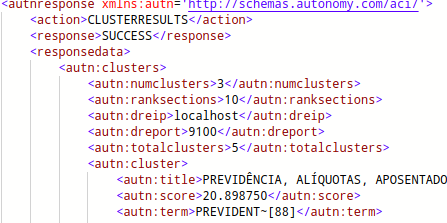 <autnresponse xmlns:autn='http://schemas.autonomy.com/aci/'>
<action>CLUSTERRESULTS</action>
<response>SUCCESS</response>
<responsedata>
<autn:clusters>
<autn:numclusters>3</autn:numclusters>
<autn:ranksections>10</autn:ranksections>
<autn:dreip>localhost</autn:dreip>
<autn:dreport>9100</autn:dreport>
<autn:totalclusters>5</autn:totalclusters>
<autn:cluster>
<autn:title>PREVIDÊNCIA, ALÍQUOTAS, APOSENTADO
<autn:score>20.898750</autn:score>
<autn:term>PREVIDENT~[88]</autn:term>